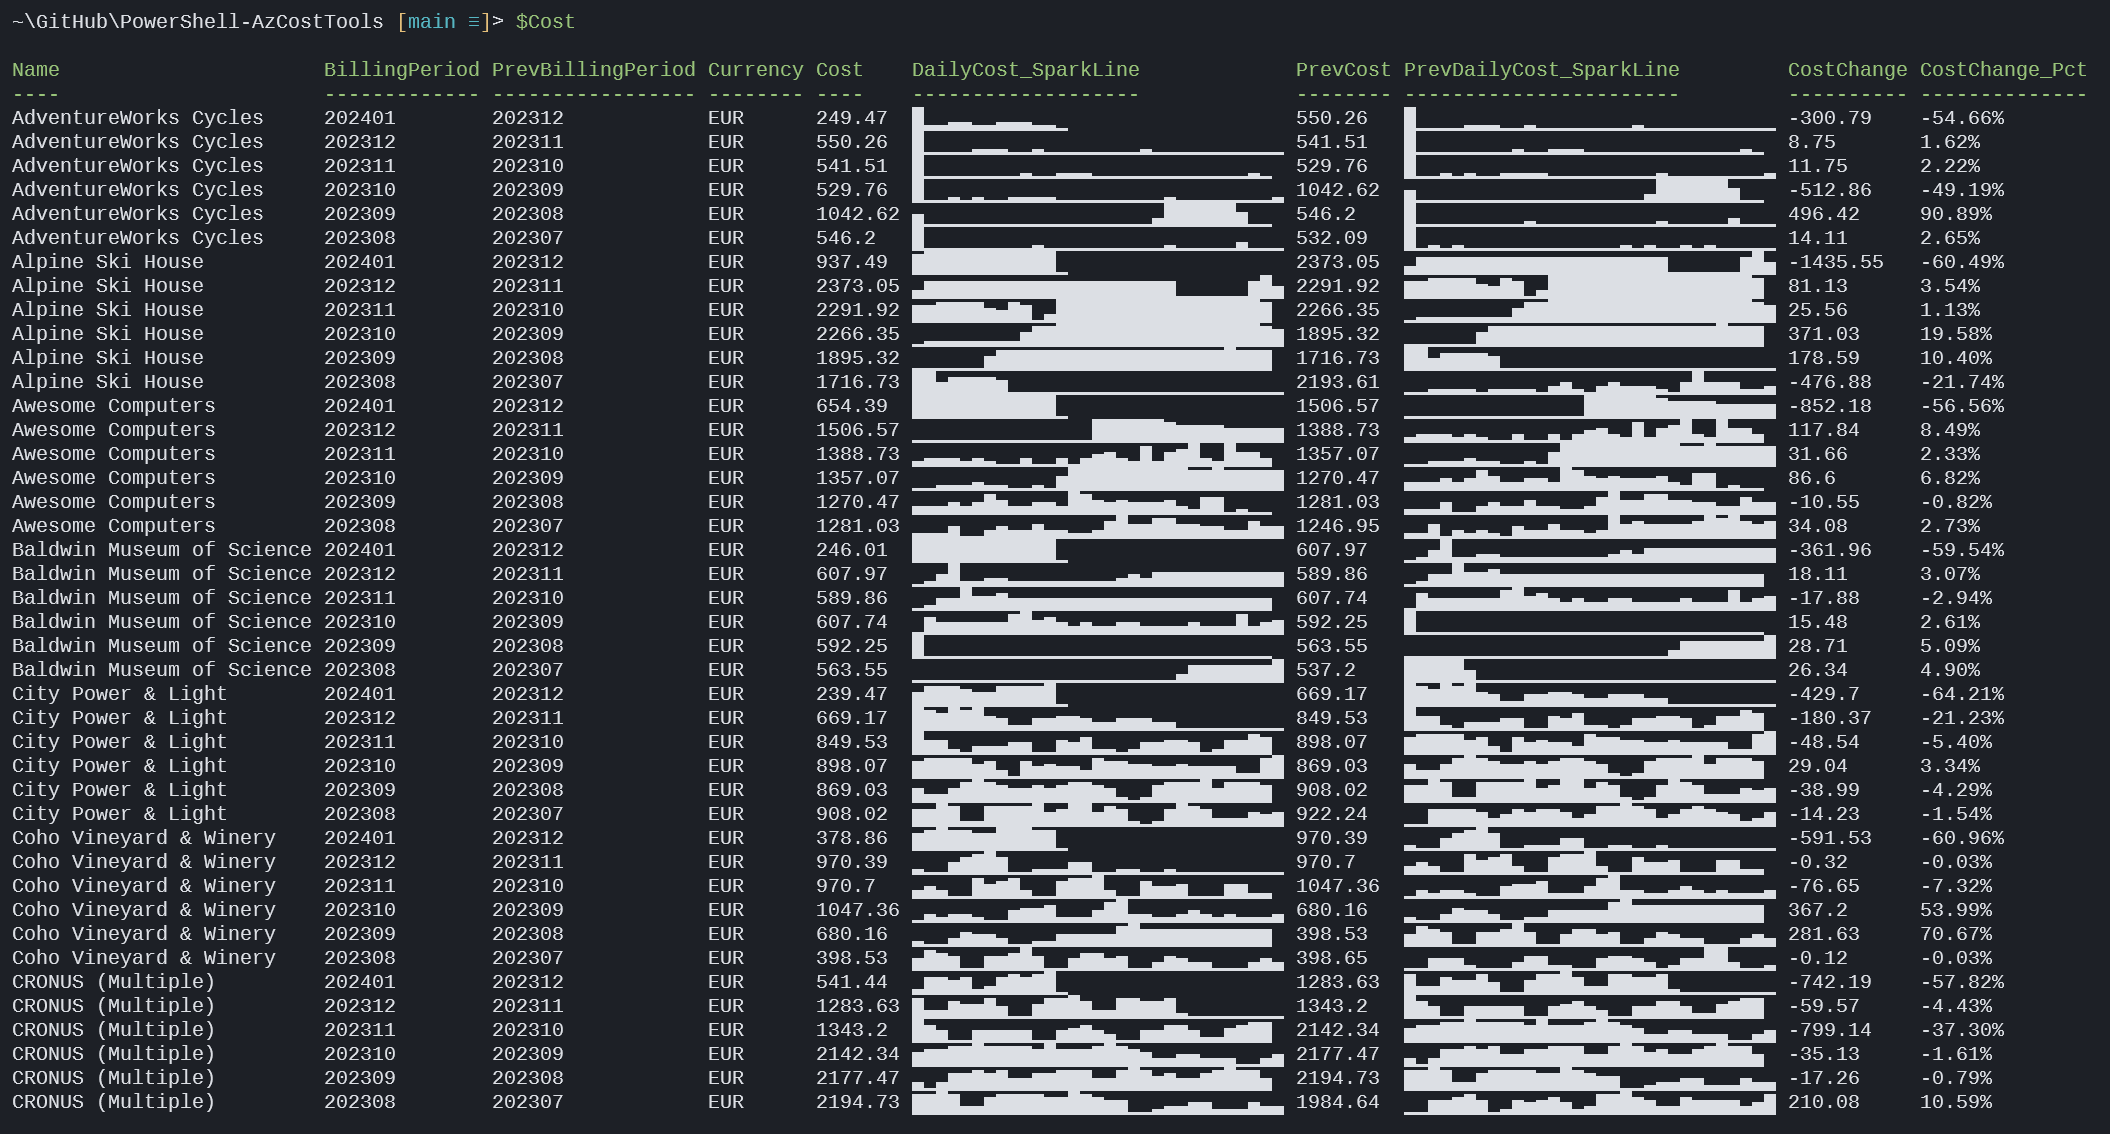 ~\GitHub\PowerShell-AzCostTools [main ≡]> $Cost
Name BillingPeriod PrevBillingPeriod Currency Cost DailyCost_SparkLine PrevCost PrevDailyCost_SparkLine CostChange CostChange_Pct
---- ------------- ----------------- -------- ---- ------------------- -------- ----------------------- ---------- --------------
AdventureWorks Cycles 202401 202312 EUR 249.47 550.26 -300.79 -54.66%
AdventureWorks Cycles 202312 202311 EUR 550.26 541.51 8.75 1.62%
AdventureWorks Cycles 202311 202310 EUR 541.51 529.76 11.75 2.22%
AdventureWorks Cycles 202310 202309 EUR 529.76 1042.62 -512.86 -49.19%
AdventureWorks Cycles 202309 202308 EUR 1042.62 546.2 496.42 90.89%
AdventureWorks Cycles 202308 202307 EUR 546.2 532.09 14.11 2.65%
Alpine Ski House 202401 202312 EUR 937.49 2373.05 -1435.55 -60.49%
Alpine Ski House 202312 202311 EUR 2373.05 2291.92 81.13 3.54%
Alpine Ski House 202311 202310 EUR 2291.92 2266.35 25.56 1.13%
Alpine Ski House 202310 202309 EUR 2266.35 1895.32 371.03 19.58%
Alpine Ski House 202309 202308 EUR 1895.32 1716.73 178.59 10.40%
Alpine Ski House 202308 202307 EUR 1716.73 2193.61 -476.88 -21.74%
Awesome Computers 202401 202312 EUR 654.39 1506.57 -852.18 -56.56%
Awesome Computers 202312 202311 EUR 1506.57 1388.73 117.84 8.49%
Awesome Computers 202311 202310 EUR 1388.73 1357.07 31.66 2.33%
Awesome Computers 202310 202309 EUR 1357.07 1270.47 86.6 6.82%
Awesome Computers 202309 202308 EUR 1270.47 1281.03 -10.55 -0.82%
Awesome Computers 202308 202307 EUR 1281.03 1246.95 34.08 2.73%
Baldwin Museum of Science 202401 202312 EUR 246.01 607.97 -361.96 -59.54%
Baldwin Museum of Science 202312 202311 EUR 607.97 589.86 18.11 3.07%
Baldwin Museum of Science 202311 202310 EUR 589.86 607.74 -17.88 -2.94%
Baldwin Museum of Science 202310 202309 EUR 607.74 592.25 15.48 2.61%
Baldwin Museum of Science 202309 202308 EUR 592.25 563.55 28.71 5.09%
Baldwin Museum of Science 202308 202307 EUR 563.55 537.2 26.34 4.90%
City Power & Light 202401 202312 EUR 239.47 669.17 -429.7 -64.21%
City Power & Light 202312 202311 EUR 669.17 849.53 -180.37 -21.23%
City Power & Light 202311 202310 EUR 849.53 898.07 -48.54 -5.40%
City Power & Light 202310 202309 EUR 898.07 869.03 29.04 3.34%
City Power & Light 202309 202308 EUR 869.03 908.02 -38.99 -4.29%
City Power & Light 202308 202307 EUR 908.02 922.24 -14.23 -1.54%
Coho Vineyard & Winery 202401 202312 EUR 378.86 970.39 -591.53 -60.96%
Coho Vineyard & Winery 202312 202311 EUR 970.39 970.7 -0.32 -0.03%
Coho Vineyard & Winery 202311 202310 EUR 970.7 1047.36 -76.65 -7.32%
Coho Vineyard & Winery 202310 202309 EUR 1047.36 680.16 367.2 53.99%
Coho Vineyard & Winery 202309 202308 EUR 680.16 398.53 281.63 70.67%
Coho Vineyard & Winery 202308 202307 EUR 398.53 398.65 -0.12 -0.03%
CRONUS (Multiple) 202401 202312 EUR 541.44 1283.63 -742.19 -57.82%
CRONUS (Multiple) 202312 202311 EUR 1283.63 1343.2 -59.57 -4.43%
CRONUS (Multiple) 202311 202310 EUR 1343.2 2142.34 -799.14 -37.30%
CRONUS (Multiple) 202310 202309 EUR 2142.34 2177.47 -35.13 -1.61%
CRONUS (Multiple) 202309 202308 EUR 2177.47 2194.73 -17.26 -0.79%
CRONUS (Multiple) 202308 202307 EUR 2194.73 1984.64 210.08 10.59%